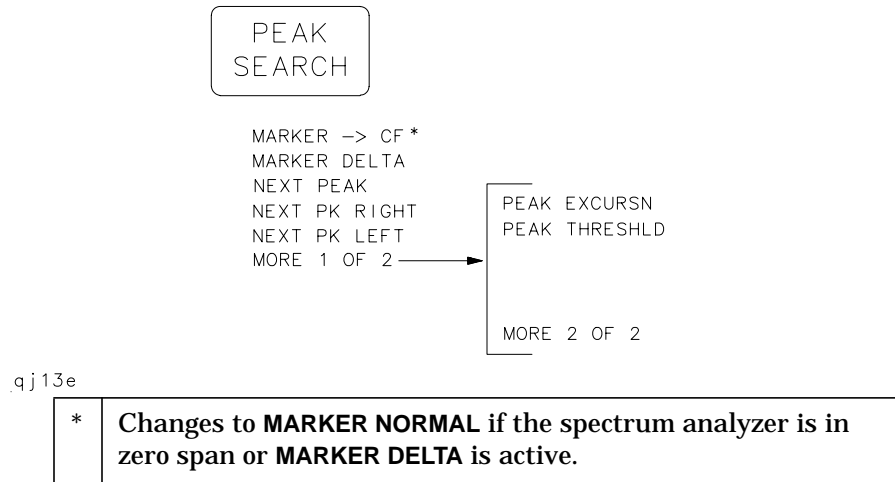 PEAK
SEARCH
MARKER –> CF *
MARKER DELTA
NEXT PEAK
NEXT PK RIGHT
NEXT PK LEFT
MORE 1 OF 2
PEAK EXCURSN
PEAK THRESHLD
MORE 2 OF 2
qj13e
* Changes to MARKER NORMAL if the spectrum analyzer is in
zero span or MARKER DELTA is active.